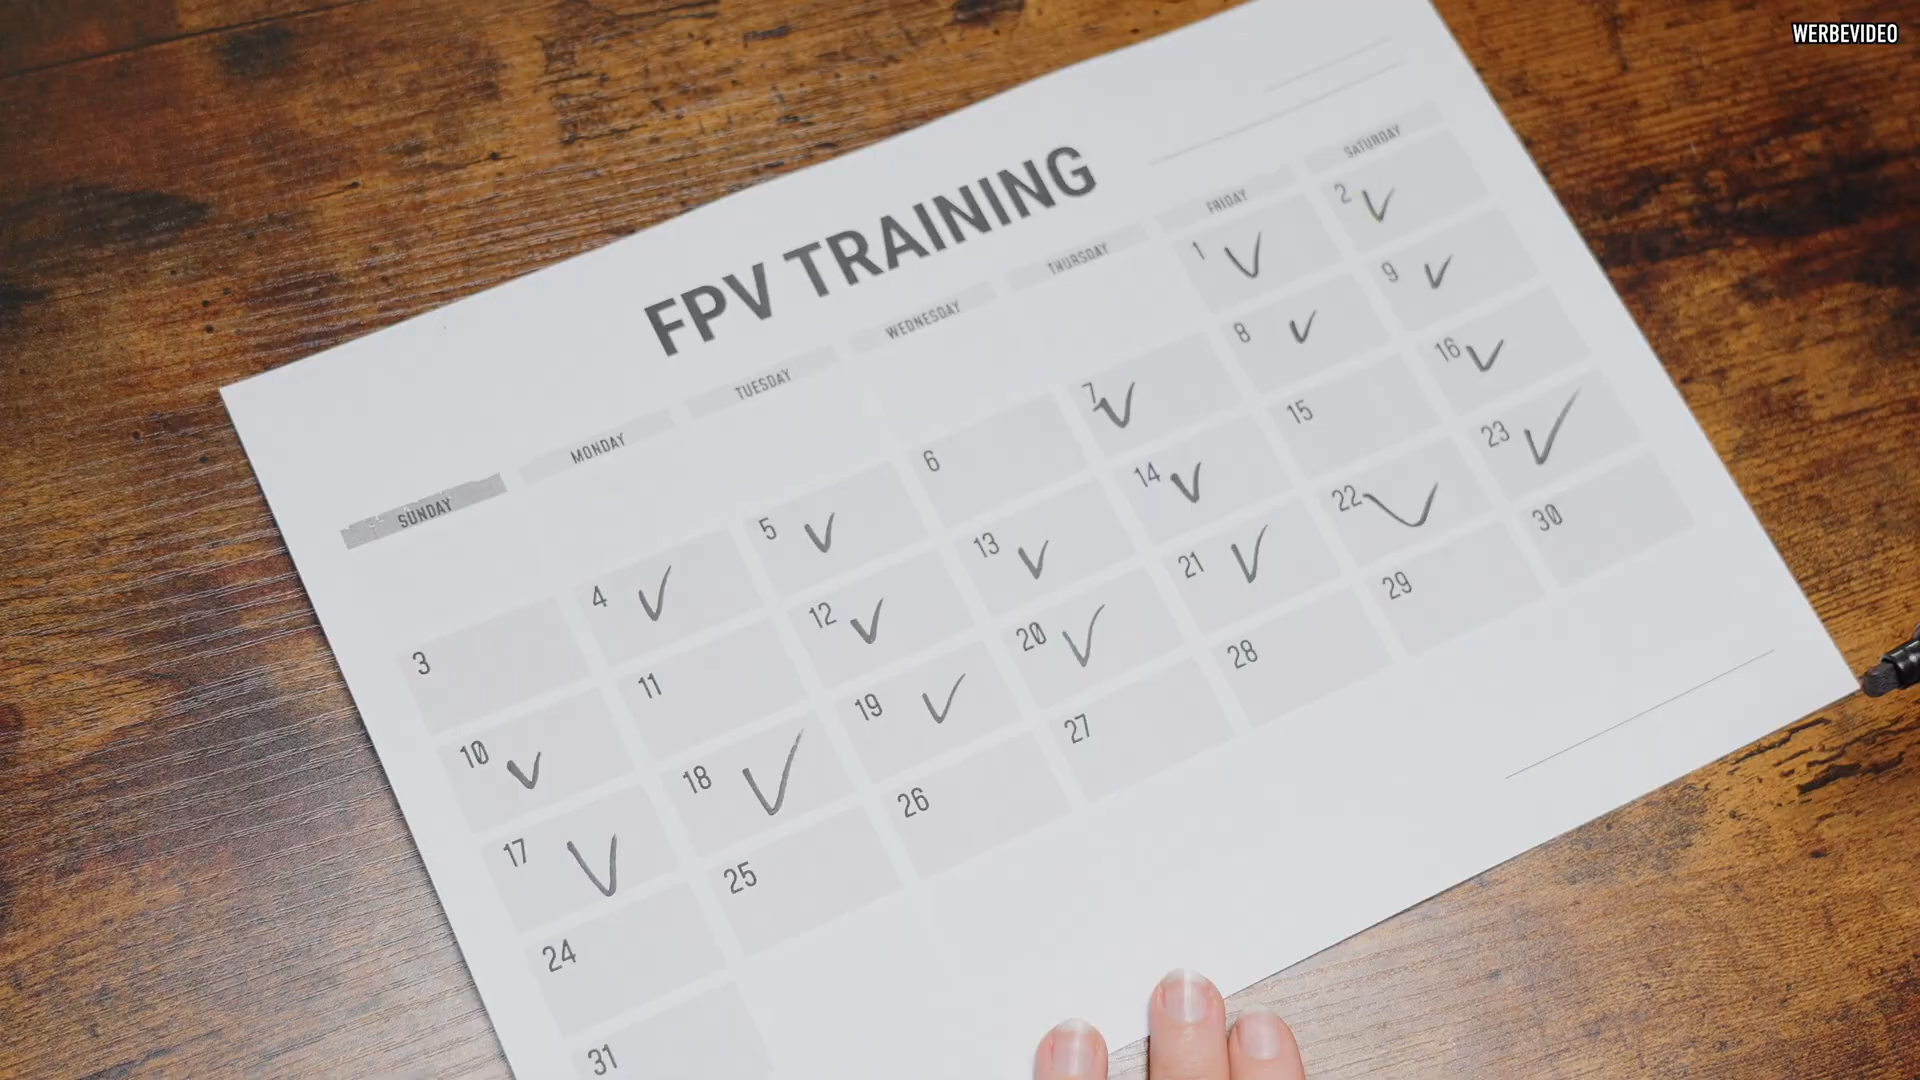 WERBEVIDEO
FPV TRAINING
SUNDAY MONDAY TUESDAY WEDNESDAY THURSDAY FRIDAY SATURDAY
1 2
3 4 5 6 7 8 9
10 11 12 13 14 15 16
17 18 19 20 21 22 23
24 25 26 27 28 29 30
31